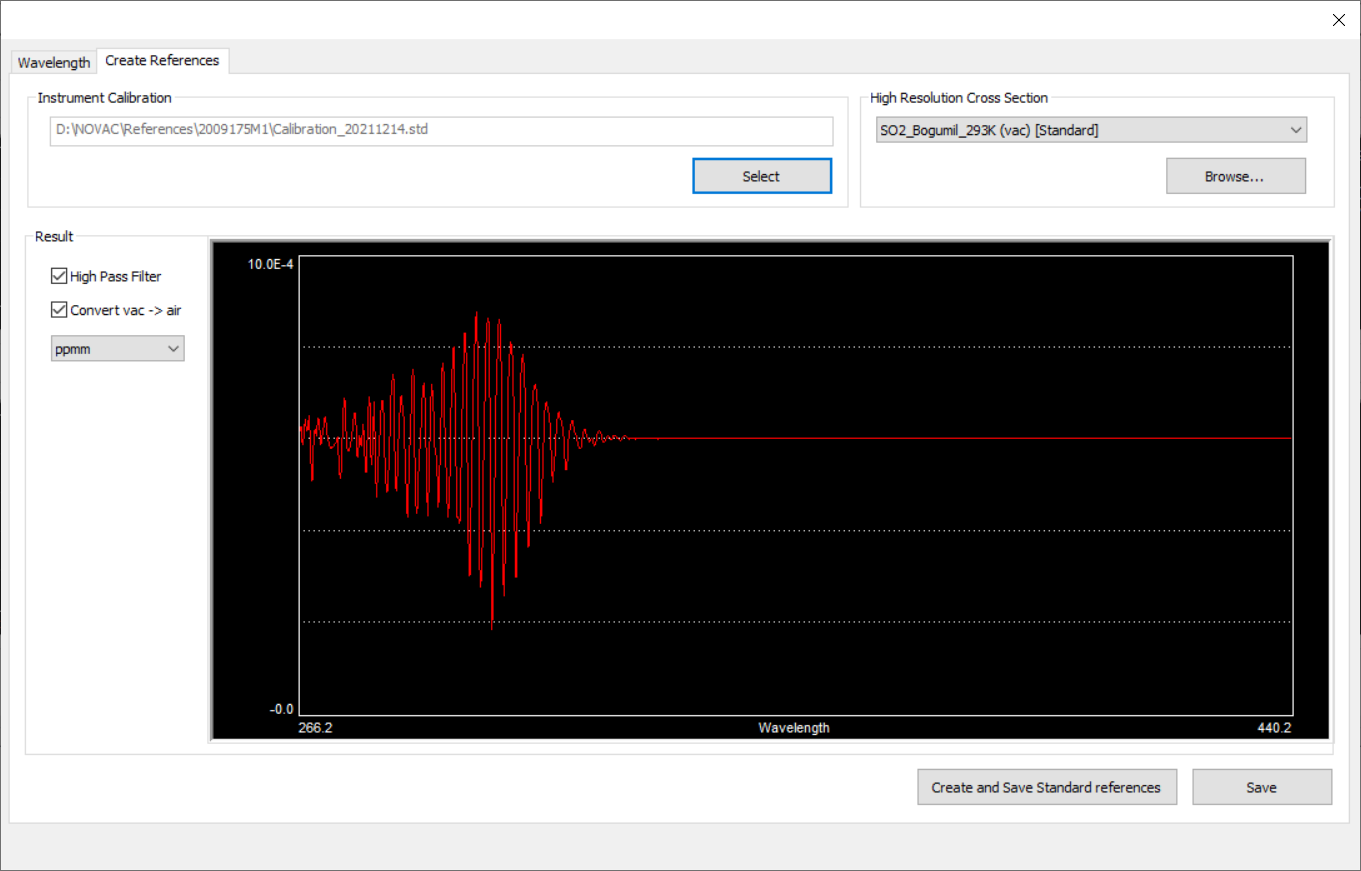 Wavelength
Create References
Instrument Calibration
D:\NOVAC\References\2009175M1\Calibration_20211214.std
Select
High Resolution Cross Section
SO2_Bogumil_293K (vac) [Standard]
Browse...
Result
High Pass Filter
Convert vac -> air
ppmm
10.0E-4
-0.0
266.2
Wavelength
440.2
Create and Save Standard references
Save